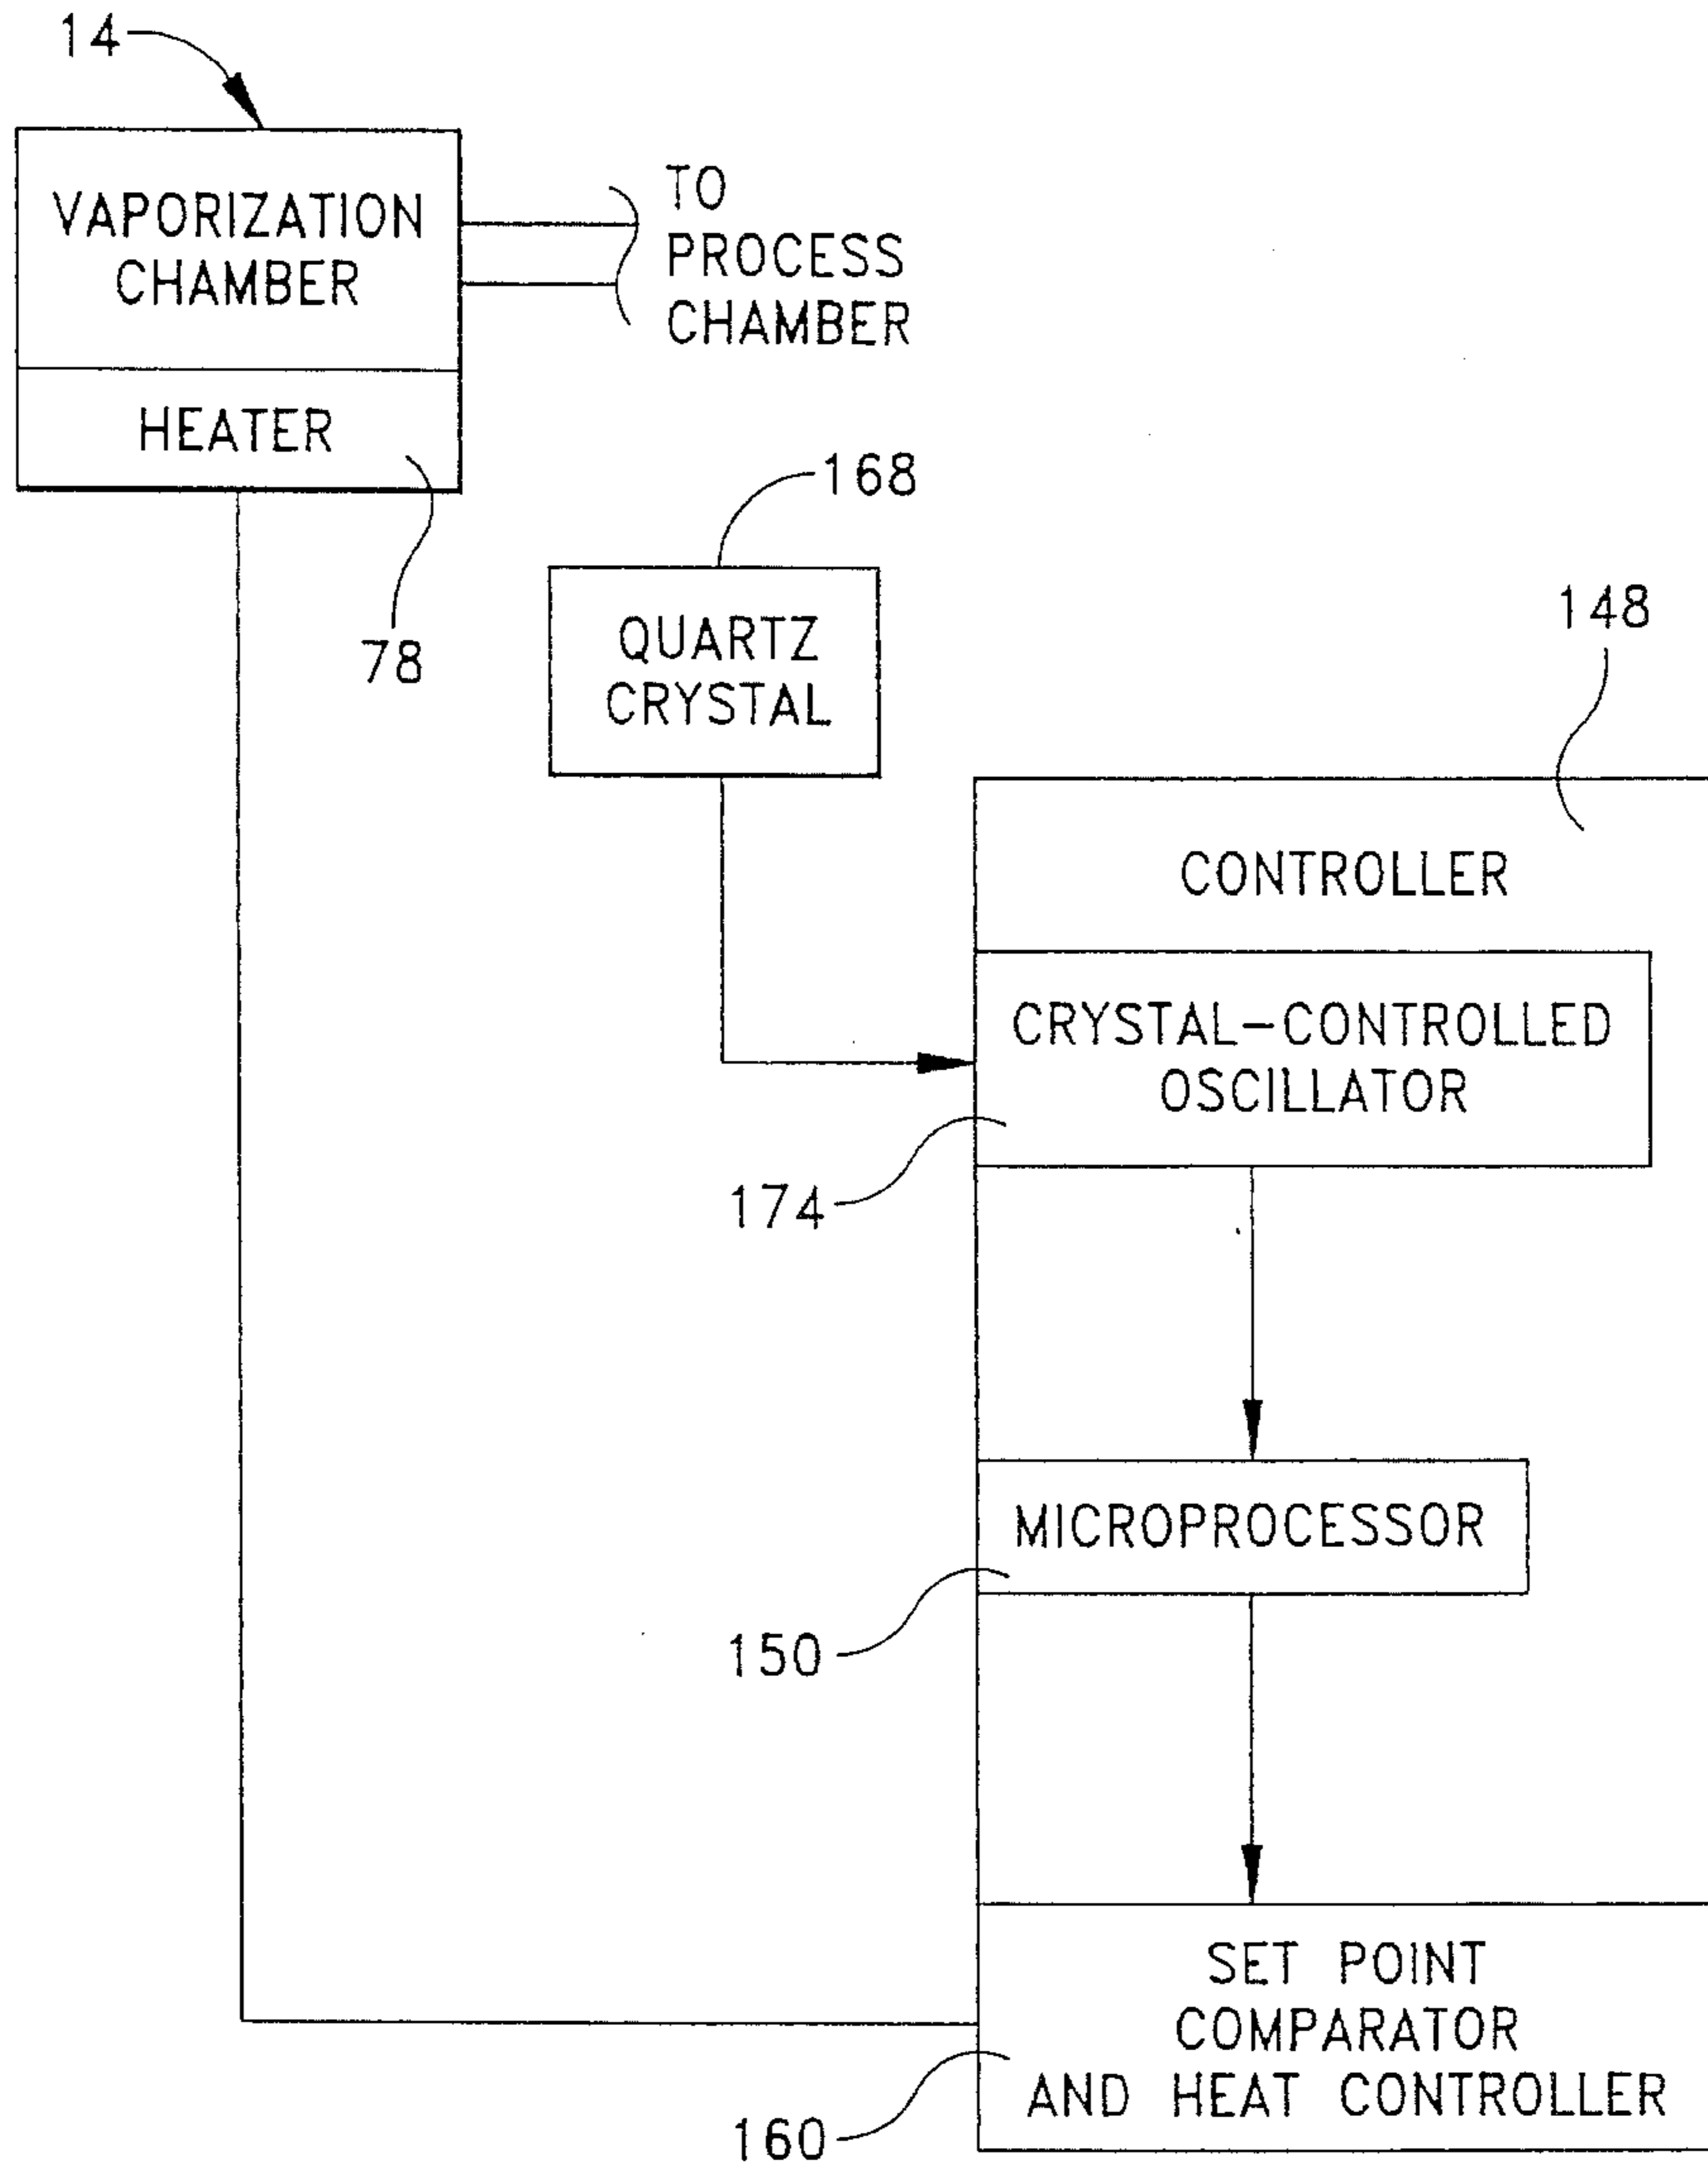 14
VAPORIZATION
CHAMBER
TO
PROCESS
CHAMBER
HEATER
78
168
QUARTZ
CRYSTAL
148
CONTROLLER
CRYSTAL-CONTROLLED
OSCILLATOR
174
MICROPROCESSOR
150
SET POINT
COMPARATOR
AND HEAT CONTROLLER
160